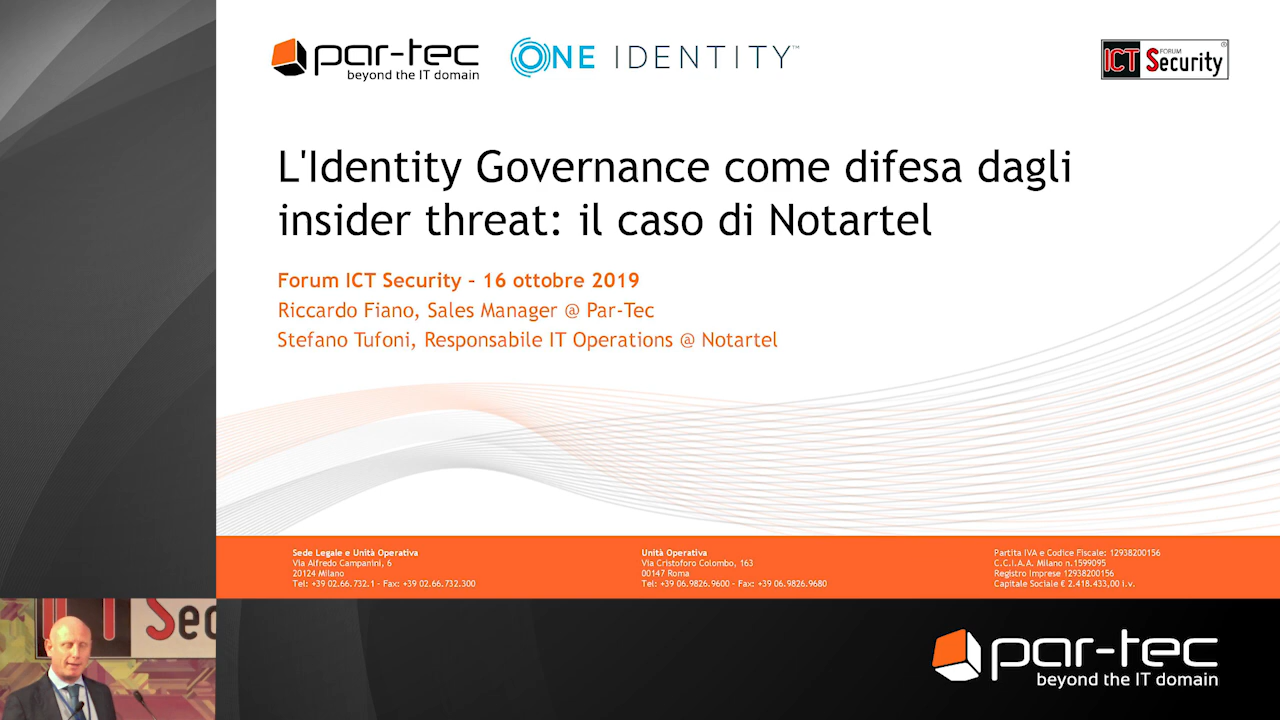 par-tec
beyond the IT domain
ONE IDENTITY™
ICT FORUM Security ®
L'Identity Governance come difesa dagli
insider threat: il caso di Notartel
Forum ICT Security – 16 ottobre 2019
Riccardo Fiano, Sales Manager @ Par-Tec
Stefano Tufoni, Responsabile IT Operations @ Notartel
Sede Legale e Unità Operativa
Via Alfredo Campanini, 6
20124 Milano
Tel: +39 02.66.732.1 - Fax: +39 02.66.732.300
Unità Operativa
Via Cristoforo Colombo, 163
00147 Roma
Tel: +39 06.9826.9600 - Fax: +39 06.9826.9680
Partita IVA e Codice Fiscale: 12938200156
C.C.I.A.A. Milano n.1599095
Registro Imprese 12938200156
Capitale Sociale € 2.418.433,00 i.v.
ICT Sec
par-tec
beyond the IT domain